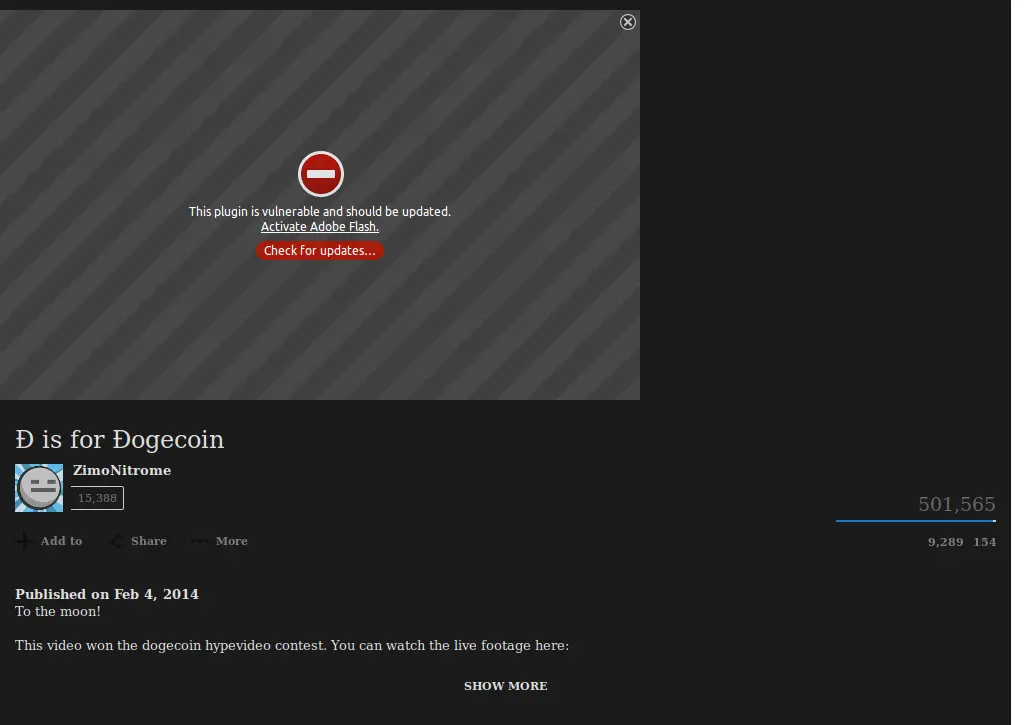 This plugin is vulnerable and should be updated.
Activate Adobe Flash.
Check for updates...
Đ is for Đogecoin
ZimoNitrome
15,388
501,565
Add to
Share
More
9,289 154
Published on Feb 4, 2014
To the moon!
This video won the dogecoin hypevideo contest. You can watch the live footage here:
SHOW MORE